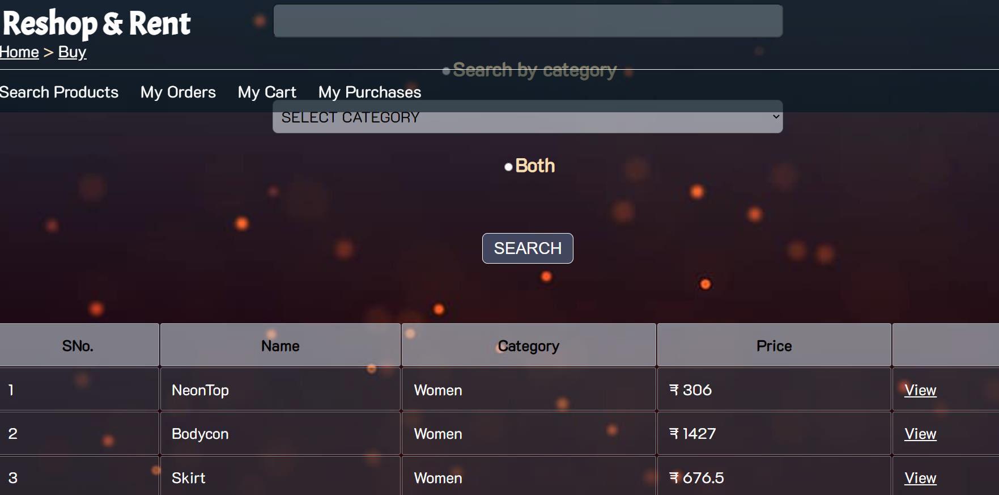 Reshop & Rent
Home > Buy
Search by category
Search Products My Orders My Cart My Purchases
SELECT CATEGORY
Both
SEARCH
SNo. Name Category Price
1 NeonTop Women ₹ 306 View
2 Bodycon Women ₹ 1427 View
3 Skirt Women ₹ 676.5 View